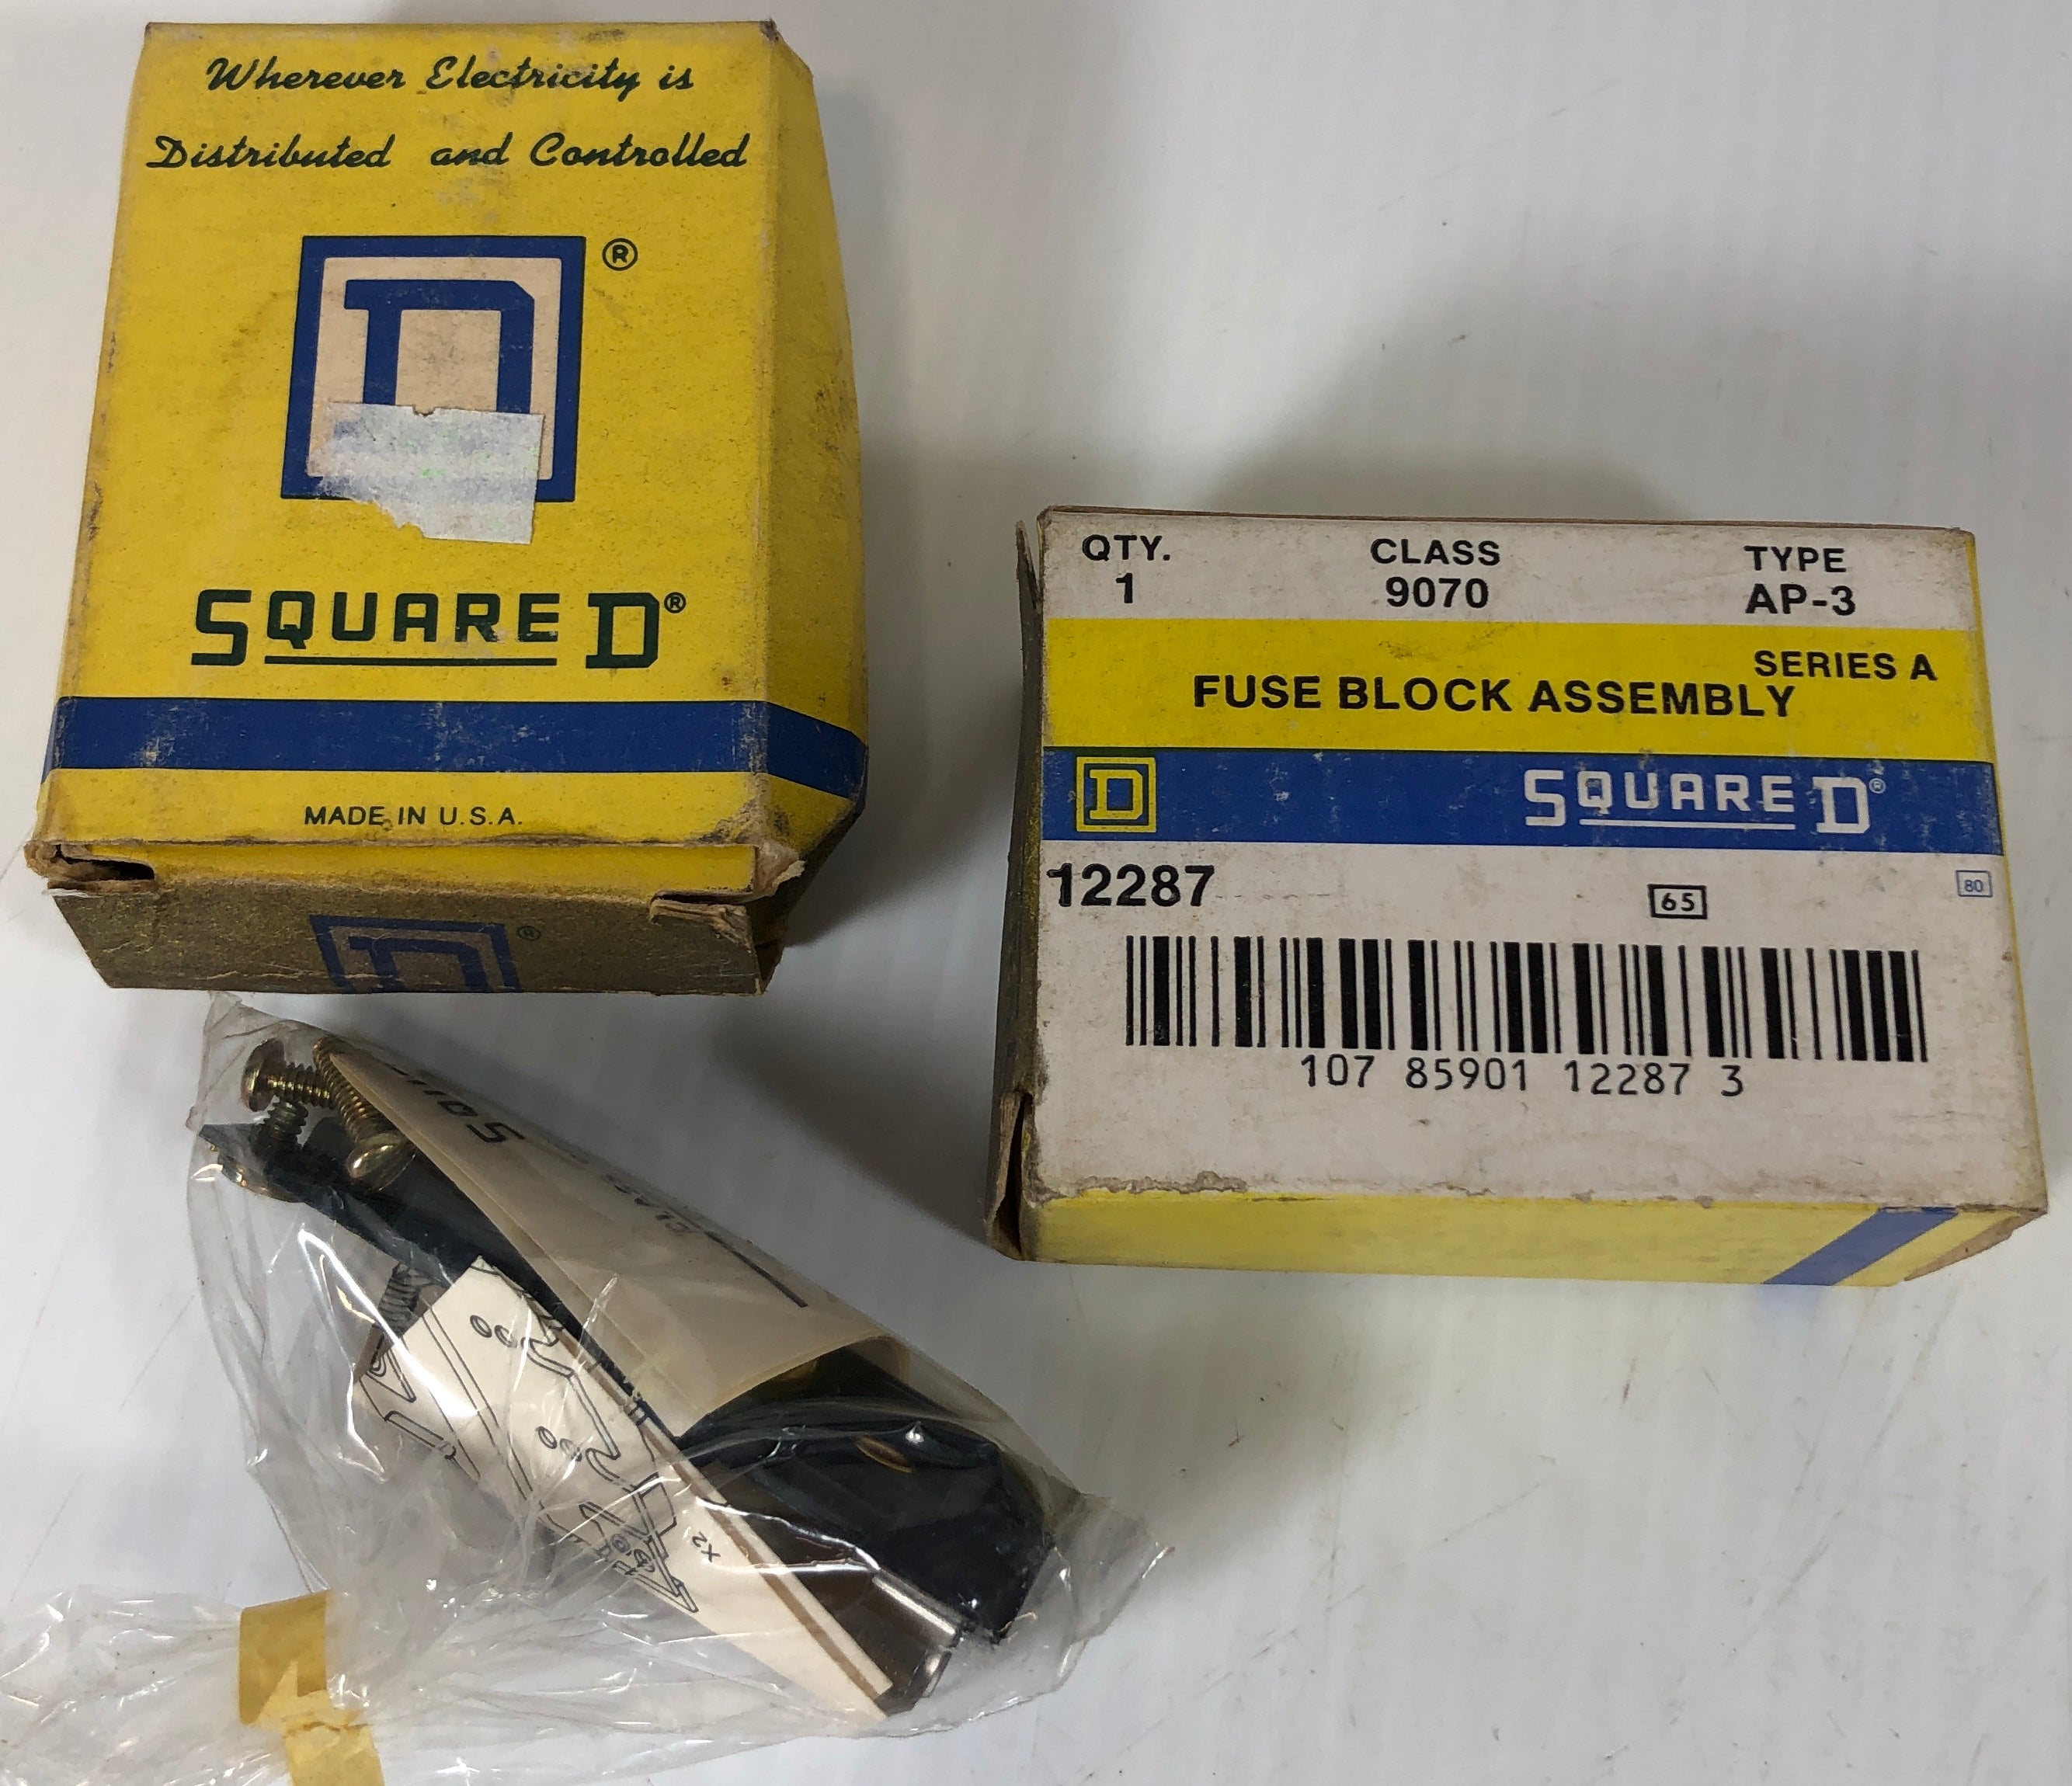 Wherever Electricity is
Distributed and Controlled
D ®
SQUARE D®
MADE IN U.S.A.
D ®
QTY. CLASS TYPE
1 9070 AP-3
SERIES A
FUSE BLOCK ASSEMBLY
D SQUARE D®
12287 65 80
107 85901 12287 3
CLASS
X2